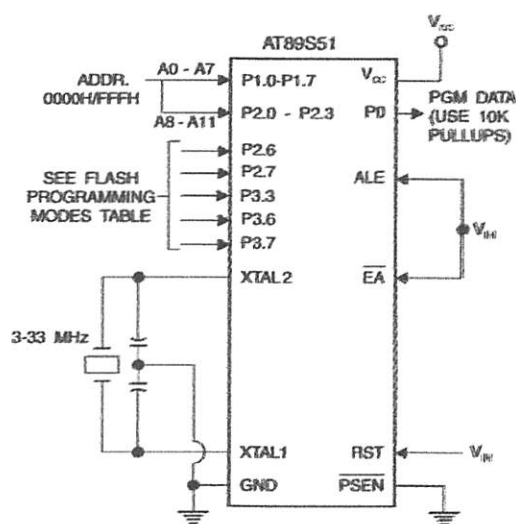 AT89S51
VCC
A0 - A7
ADDR.
0000H/FFFH
P1.0-P1.7
VCC
A8 - A11
P2.0 - P2.3
P0
PGM DATA
(USE 10K
PULLUPS)
P2.6
P2.7
SEE FLASH
PROGRAMMING
MODES TABLE
P3.3
P3.6
P3.7
ALE
VIH
EA
XTAL2
3-33 MHz
XTAL1
RST
VIH
GND
PSEN